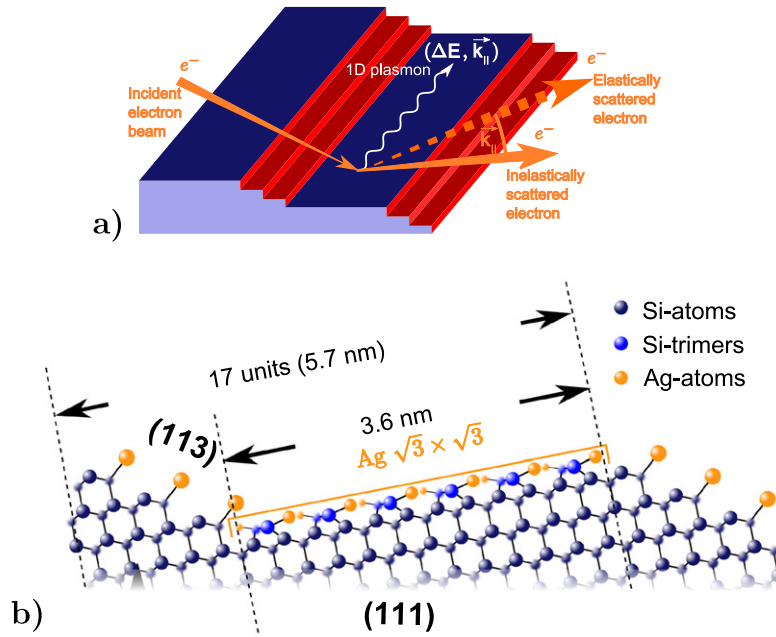 (ΔE, k||)
1D plasmon
e⁻
e⁻
Incident
electron
beam
Elastically
scattered
electron
k||
e⁻
Inelastically
scattered
electron
a)
17 units (5.7 nm)
Si-atoms
Si-trimers
Ag-atoms
(113)
3.6 nm
Ag √3 × √3
b)
(111)